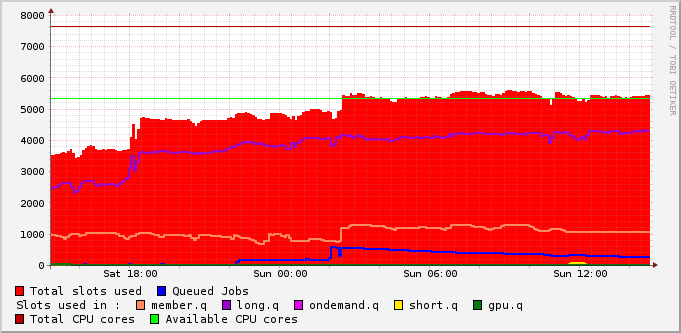 8000
7000
6000
5000
4000
3000
2000
1000
0
Sat 18:00 Sun 00:00 Sun 06:00 Sun 12:00
RRDTOOL / TOBI OETIKER
Total slots used Queued Jobs
Slots used in : member.q long.q ondemand.q short.q gpu.q
Total CPU cores Available CPU cores